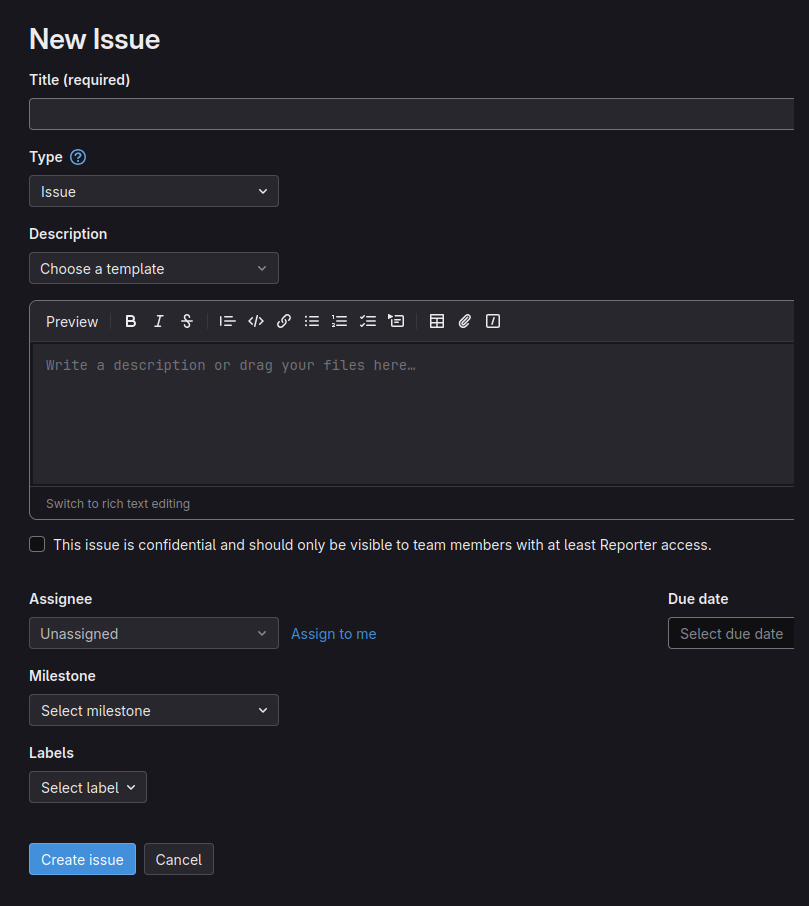 New Issue
Title (required)
Type
Issue
Description
Choose a template
Preview
Write a description or drag your files here…
Switch to rich text editing
This issue is confidential and should only be visible to team members with at least Reporter access.
Assignee Due date
Unassigned Assign to me Select due date
Milestone
Select milestone
Labels
Select label
Create issue Cancel